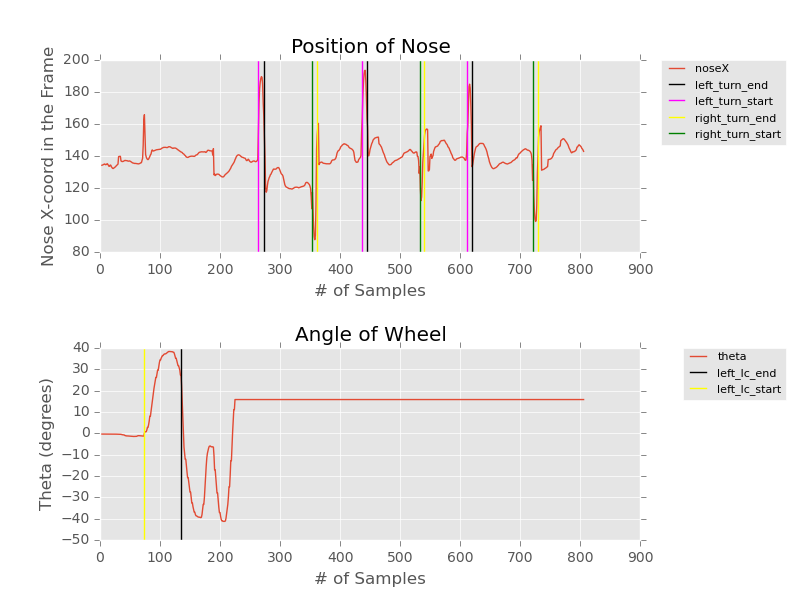 Position of Nose
Nose X-coord in the Frame
200
180
160
140
120
100
80
0 100 200 300 400 500 600 700 800 900
# of Samples
noseX
left_turn_end
left_turn_start
right_turn_end
right_turn_start
Angle of Wheel
Theta (degrees)
40
30
20
10
0
−10
−20
−30
−40
−50
0 100 200 300 400 500 600 700 800 900
# of Samples
theta
left_lc_end
left_lc_start